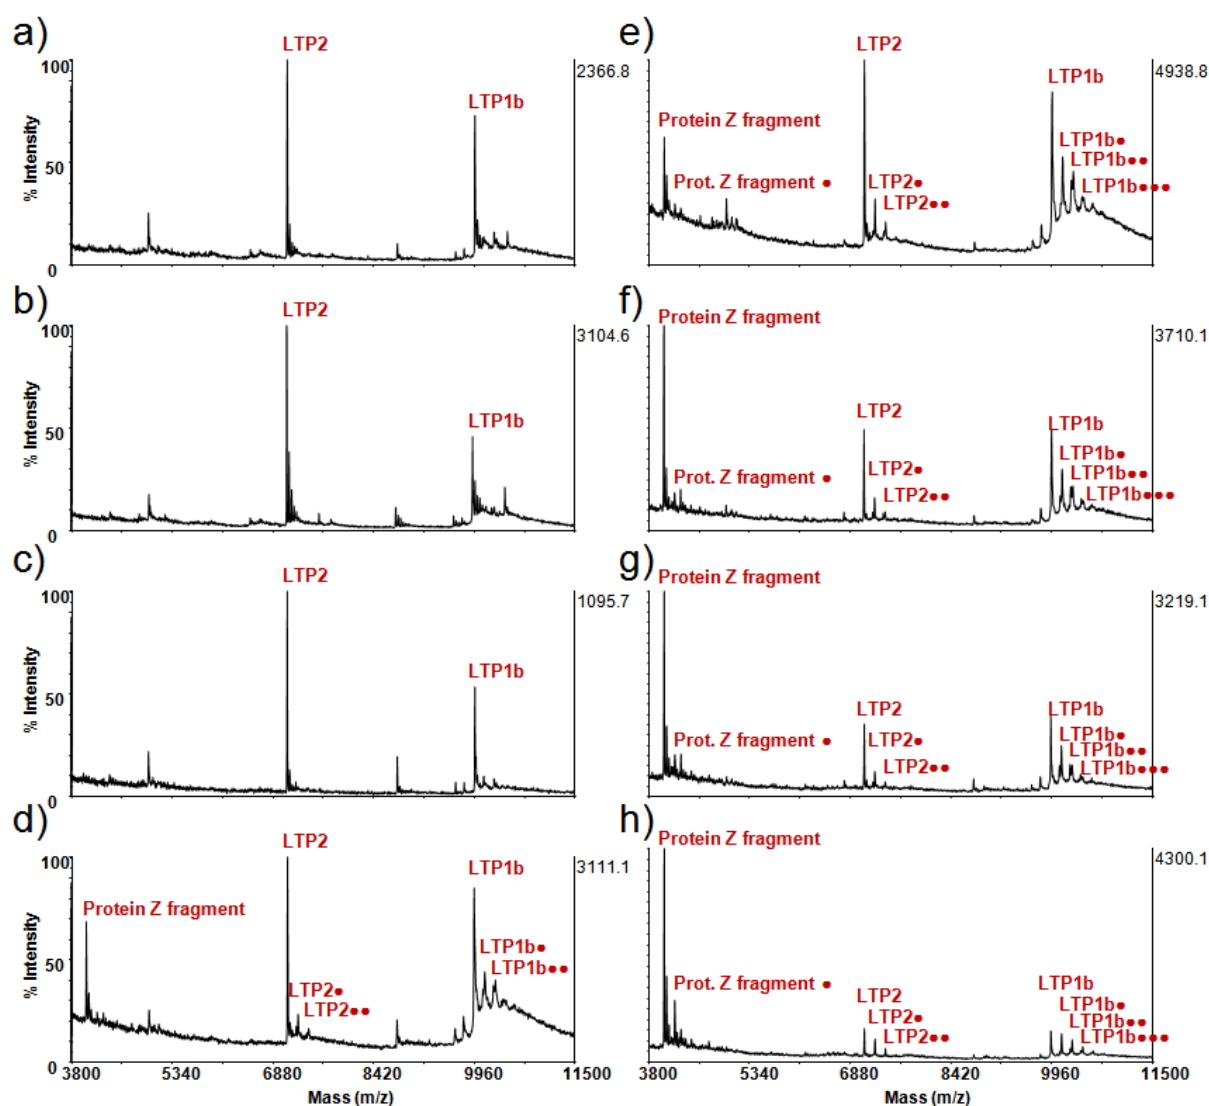 a)
LTP2
100
2366.8
LTP1b
% Intensity
50
0
b)
LTP2
100
3104.6
LTP1b
% Intensity
50
0
c)
LTP2
100
1095.7
LTP1b
% Intensity
50
0
d)
LTP2
100
3111.1
LTP1b
Protein Z fragment
LTP1b●
LTP1b●●
% Intensity
50
LTP2●
LTP2●●
0
3800 5340 6880 8420 9960 11500
Mass (m/z)
e)
LTP2
4938.8
LTP1b
Protein Z fragment
LTP1b●
LTP1b●●
Prot. Z fragment ●
LTP2●
LTP1b●●●
LTP2●●
f)
Protein Z fragment
3710.1
LTP2
LTP1b
LTP1b●
Prot. Z fragment ●
LTP2●
LTP1b●●
LTP2●●
LTP1b●●●
g)
Protein Z fragment
3219.1
LTP2
LTP1b
LTP1b●
Prot. Z fragment ●
LTP2●
LTP1b●●
LTP2●●
LTP1b●●●
h)
Protein Z fragment
4300.1
Prot. Z fragment ●
LTP1b
LTP2
LTP1b●
LTP2●
LTP1b●●
LTP2●●
LTP1b●●●
3800 5340 6880 8420 9960 11500
Mass (m/z)